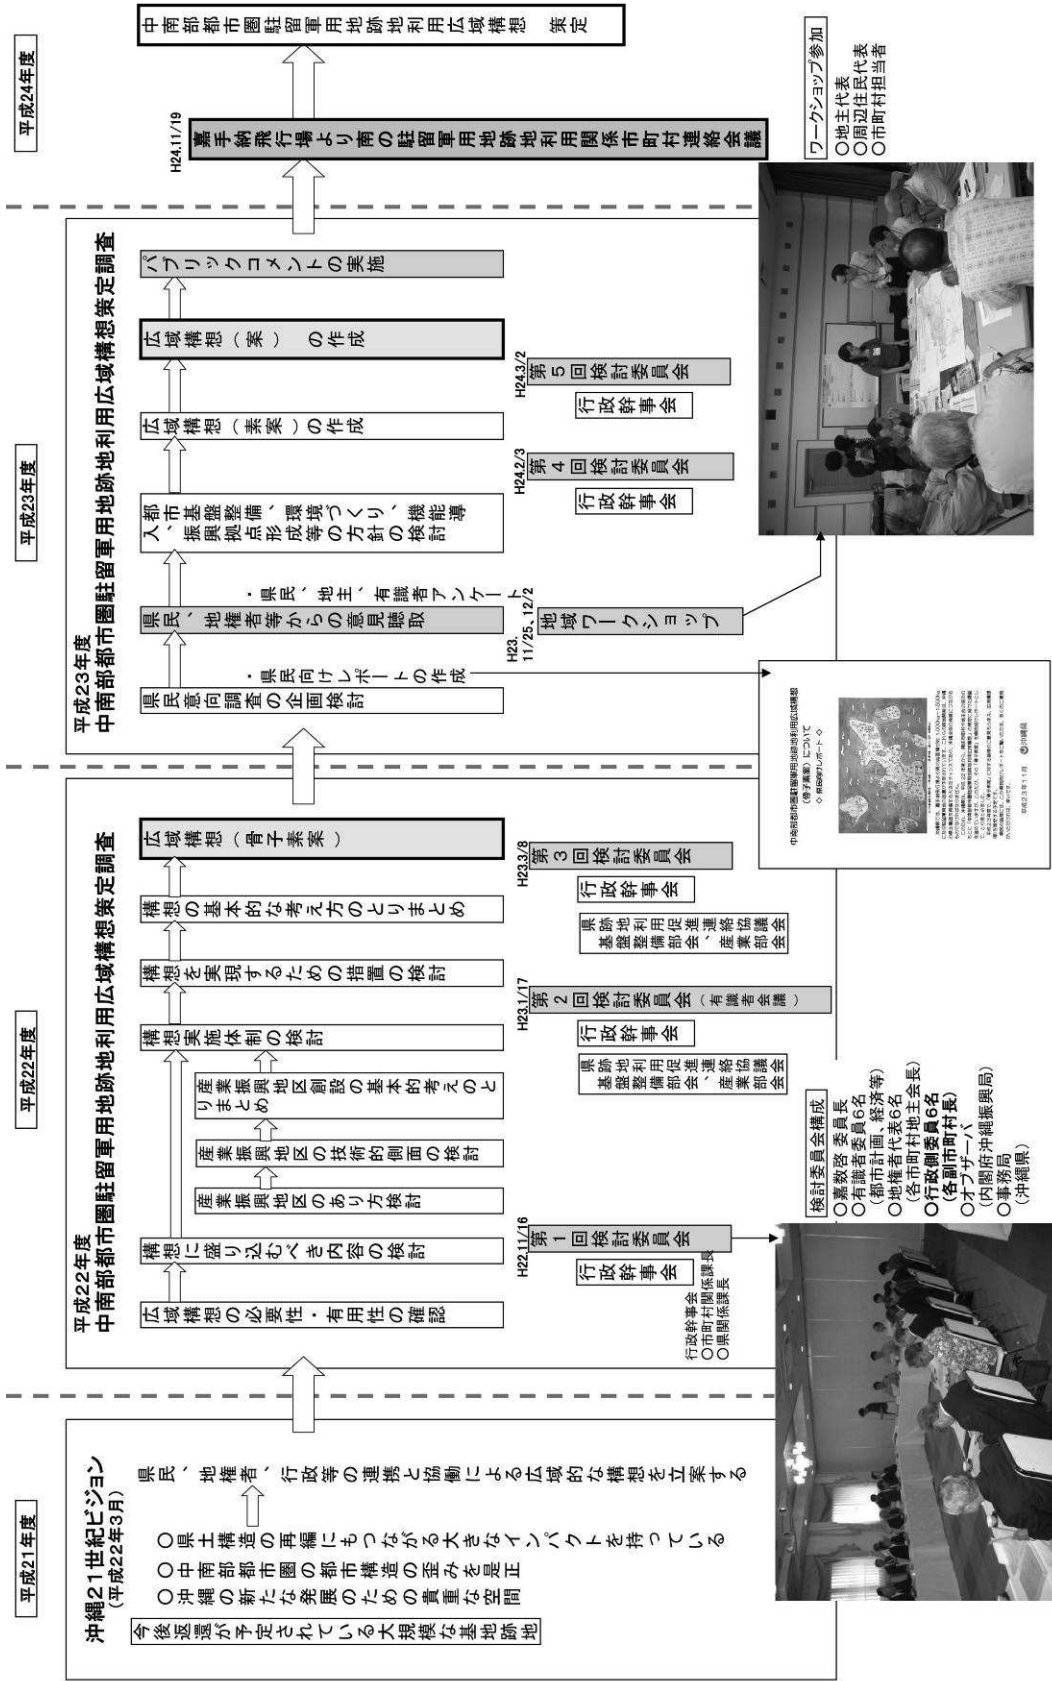 平成21年度
沖縄21世紀ビジョン
(平成22年3月)
今後返還が予定されている大規模な基地跡地
○沖縄の新たな発展のための貴重な空間
○中南部都市圏の都市構造の歪みを是正
○県土構造の再編にもつながる大きなインパクトを持っている
県民、地権者、行政等の連携と協働による広域的な構想を立案する
平成22年度
平成22年度
中南部都市圏駐留軍用地跡地利用広域構想策定調査
広域構想の必要性・有用性の確認
構想に盛り込むべき内容の検討
産業振興地区のあり方検討
産業振興地区の技術的側面の検討
産業振興地区創設の基本的考えのと
りまとめ
構想実施体制の検討
構想を実現するための措置の検討
構想の基本的な考え方のとりまとめ
広域構想(骨子素案)
H22.11/16
第1回検討委員会
行政幹事会
行政幹事会
○市町村関係課長
○県関係課長
H23.1/17
第2回検討委員会(有識者会議)
行政幹事会
県跡地利用促進連絡協議会
基盤整備部会、産業部会
H23.3/8
第3回検討委員会
行政幹事会
県跡地利用促進連絡協議会
基盤整備部会、産業部会
検討委員会構成
○嘉数啓 委員長
○有識者委員6名
(都市計画、経済等)
○地権者代表6名
(各市町村地主会長)
○行政側委員6名
(各副市町村長)
○オブザーバ
(内閣府沖縄振興局)
○事務局
(沖縄県)
平成23年度
平成23年度
中南部都市圏駐留軍用地跡地利用広域構想策定調査
県民意向調査の企画検討
・県民向けレポートの作成
県民、地権者等からの意見聴取
・県民、地主、有識者アンケート
都市基盤整備、環境づくり、機能導
入、振興拠点形成等の方針の検討
広域構想(素案)の作成
広域構想(案) の作成
パブリックコメントの実施
H23.
11/25、12/2
地域ワークショップ
H24.2/3
第4回検討委員会
行政幹事会
H24.3/2
第5回検討委員会
行政幹事会
中南部都市圏駐留軍用地跡地利用広域構想
(骨子素案)について
◇ 県民向けレポート ◇
平成23年11月
沖縄県
ワークショップ参加
○地主代表
○周辺住民代表
○市町村担当者
平成24年度
H24.11/19
嘉手納飛行場より南の駐留軍用地跡地利用関係市町村連絡会議
中南部都市圏駐留軍用地跡地利用広域構想 策定